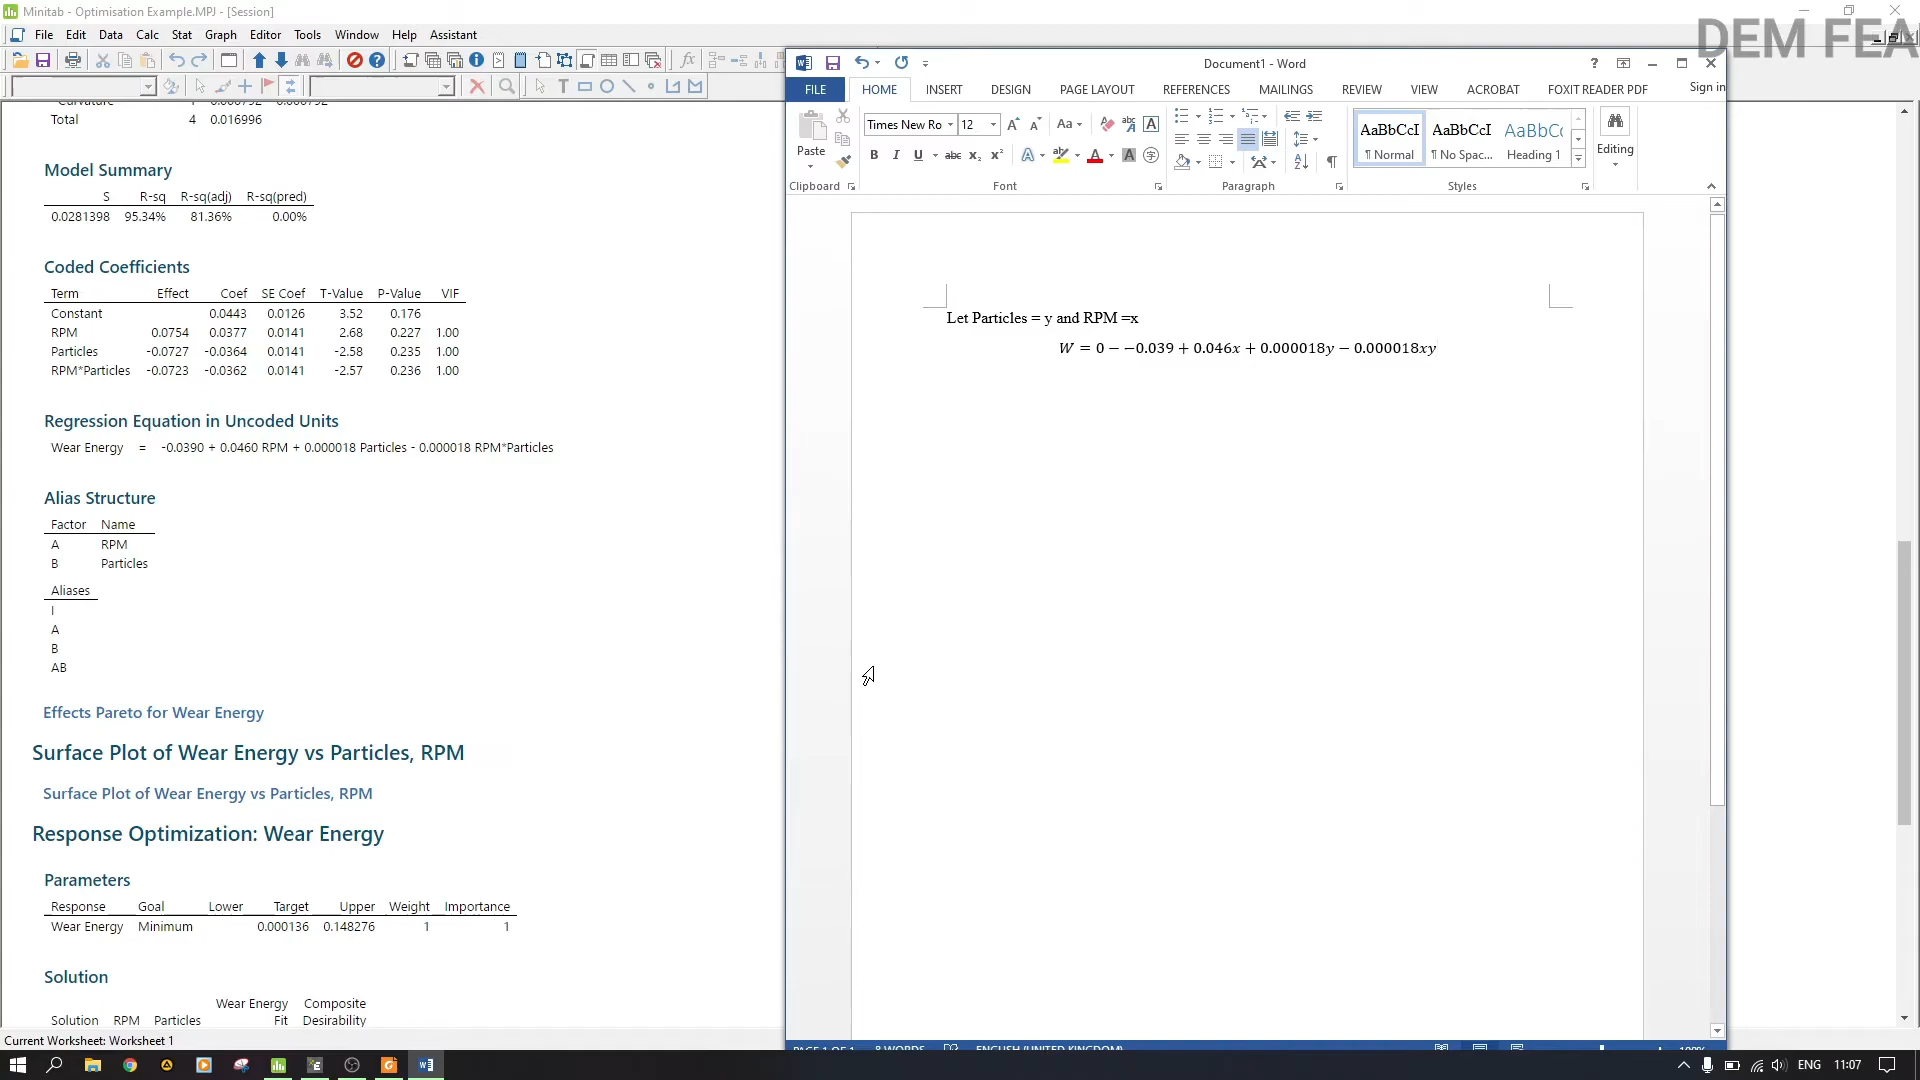 Minitab - Optimisation Example.MPJ - [Session]
DEM FEA
File Edit Data Calc Stat Graph Editor Tools Window Help Assistant
Total 4 0.016996
Model Summary
S R-sq R-sq(adj) R-sq(pred)
0.0281398 95.34% 81.36% 0.00%
Coded Coefficients
Term Effect Coef SE Coef T-Value P-Value VIF
Constant 0.0443 0.0126 3.52 0.176
RPM 0.0754 0.0377 0.0141 2.68 0.227 1.00
Particles -0.0727 -0.0364 0.0141 -2.58 0.235 1.00
RPM*Particles -0.0723 -0.0362 0.0141 -2.57 0.236 1.00
Regression Equation in Uncoded Units
Wear Energy = -0.0390 + 0.0460 RPM + 0.000018 Particles - 0.000018 RPM*Particles
Alias Structure
Factor Name
A RPM
B Particles
Aliases
I
A
B
AB
Effects Pareto for Wear Energy
Surface Plot of Wear Energy vs Particles, RPM
Surface Plot of Wear Energy vs Particles, RPM
Response Optimization: Wear Energy
Parameters
Response Goal Lower Target Upper Weight Importance
Wear Energy Minimum 0.000136 0.148276 1 1
Solution
Wear Energy Composite
Solution RPM Particles Fit Desirability
Current Worksheet: Worksheet 1
Document1 - Word
FILE HOME INSERT DESIGN PAGE LAYOUT REFERENCES MAILINGS REVIEW VIEW ACROBAT FOXIT READER PDF Sign in
Times New Ro 12
Paste
AaBbCcI AaBbCcI AaBbCc
¶ Normal ¶ No Spac... Heading 1
Editing
Clipboard Font Paragraph Styles
Let Particles = y and RPM =x
W = 0 − −0.039 + 0.046x + 0.000018y − 0.000018xy
PAGE 1 OF 1 8 WORDS ENGLISH (UNITED KINGDOM) 100%
ENG 11:07